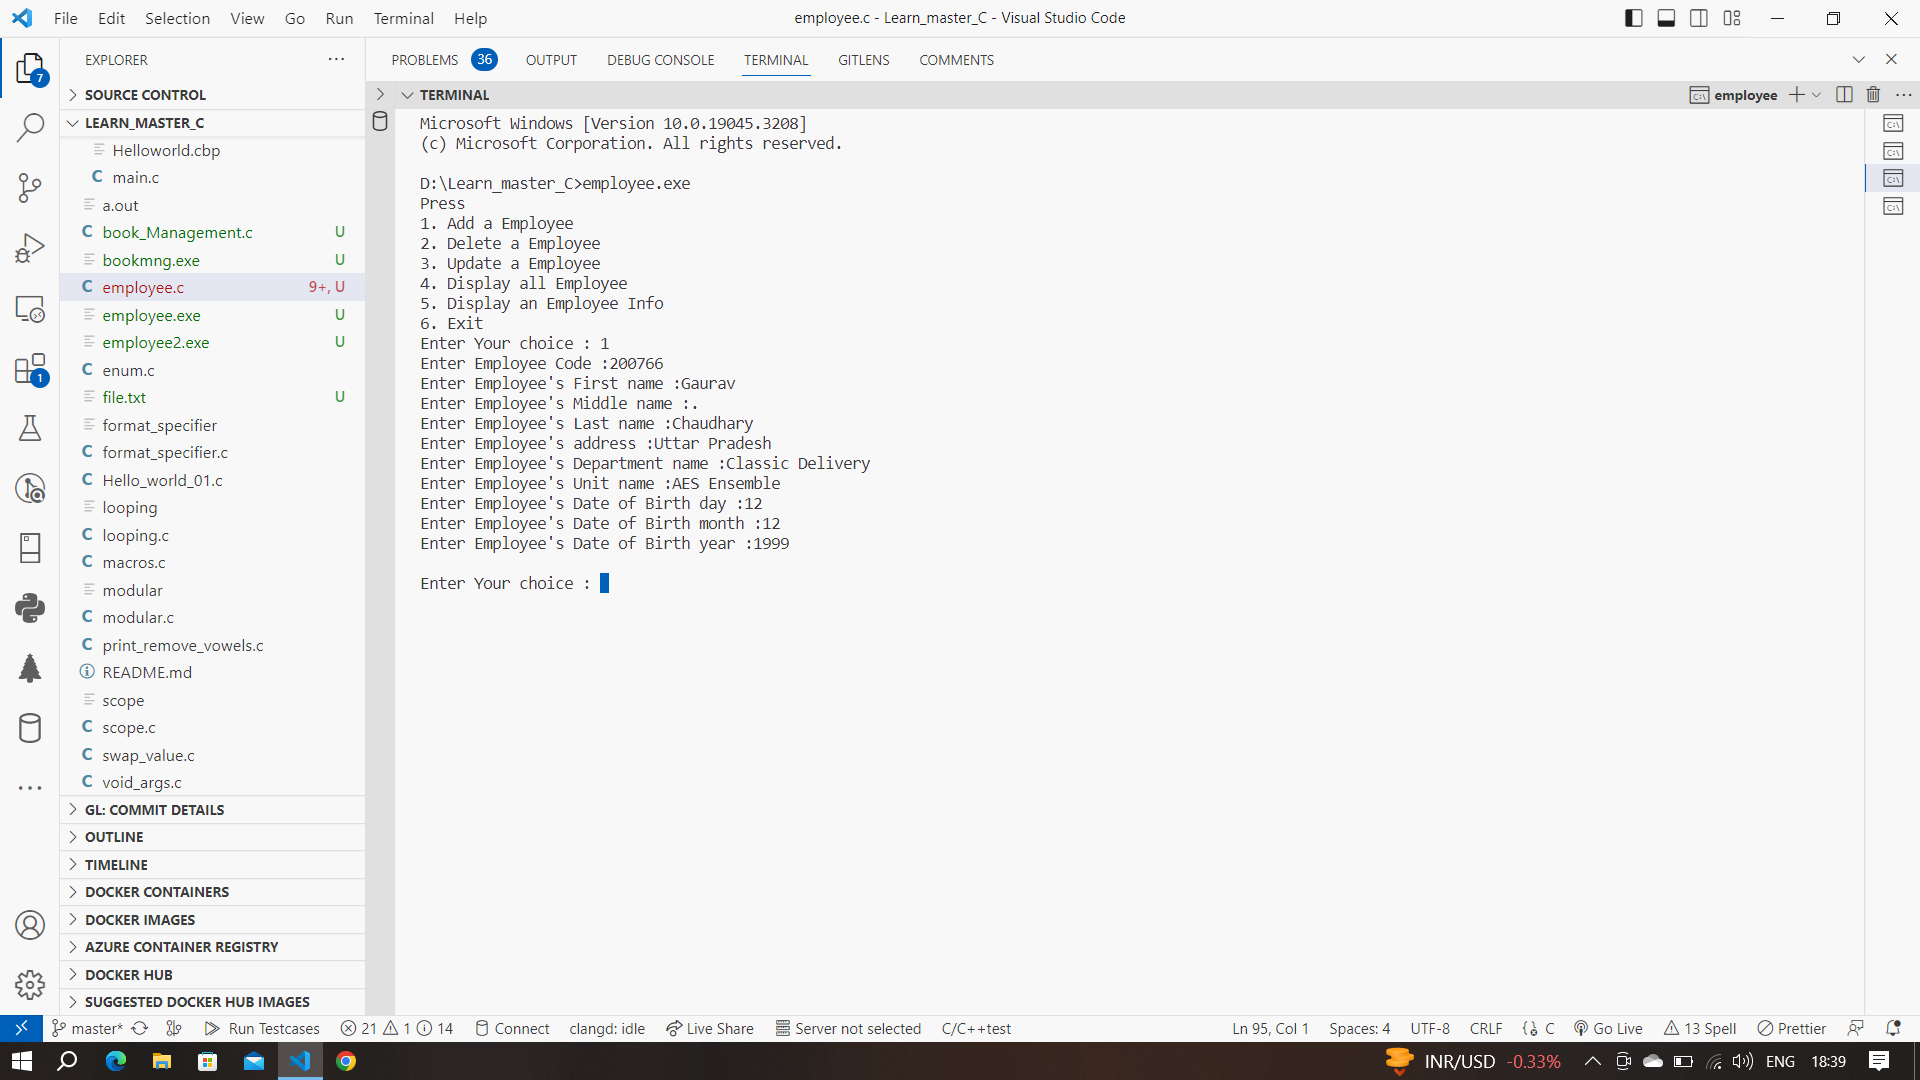 File Edit Selection View Go Run Terminal Help
employee.c - Learn_master_C - Visual Studio Code
EXPLORER
PROBLEMS 36 OUTPUT DEBUG CONSOLE TERMINAL GITLENS COMMENTS
7
SOURCE CONTROL
LEARN_MASTER_C
Helloworld.cbp
C main.c
a.out
C book_Management.c U
bookmng.exe U
C employee.c 9+, U
employee.exe U
employee2.exe U
C enum.c
1
file.txt U
format_specifier
C format_specifier.c
C Hello_world_01.c
looping
C looping.c
C macros.c
modular
C modular.c
C print_remove_vowels.c
README.md
scope
C scope.c
C swap_value.c
C void_args.c
GL: COMMIT DETAILS
OUTLINE
TIMELINE
DOCKER CONTAINERS
DOCKER IMAGES
AZURE CONTAINER REGISTRY
DOCKER HUB
SUGGESTED DOCKER HUB IMAGES
TERMINAL
employee
Microsoft Windows [Version 10.0.19045.3208]
(c) Microsoft Corporation. All rights reserved.
D:\Learn_master_C>employee.exe
Press
1. Add a Employee
2. Delete a Employee
3. Update a Employee
4. Display all Employee
5. Display an Employee Info
6. Exit
Enter Your choice : 1
Enter Employee Code :200766
Enter Employee's First name :Gaurav
Enter Employee's Middle name :.
Enter Employee's Last name :Chaudhary
Enter Employee's address :Uttar Pradesh
Enter Employee's Department name :Classic Delivery
Enter Employee's Unit name :AES Ensemble
Enter Employee's Date of Birth day :12
Enter Employee's Date of Birth month :12
Enter Employee's Date of Birth year :1999
Enter Your choice :
master* Run Testcases 21 1 14 Connect clangd: idle Live Share Server not selected C/C++test
Ln 95, Col 1 Spaces: 4 UTF-8 CRLF C Go Live 13 Spell Prettier
INR/USD -0.33% ENG 18:39